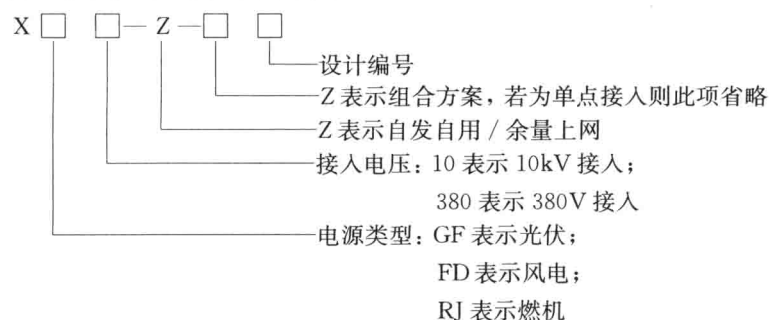 X□ □—Z—□ □
设计编号
Z 表示组合方案，若为单点接入则此项省略
Z 表示自发自用 / 余量上网
接入电压：10 表示 10kV 接入；
380 表示 380V 接入
电源类型：GF 表示光伏；
FD 表示风电；
RJ 表示燃机